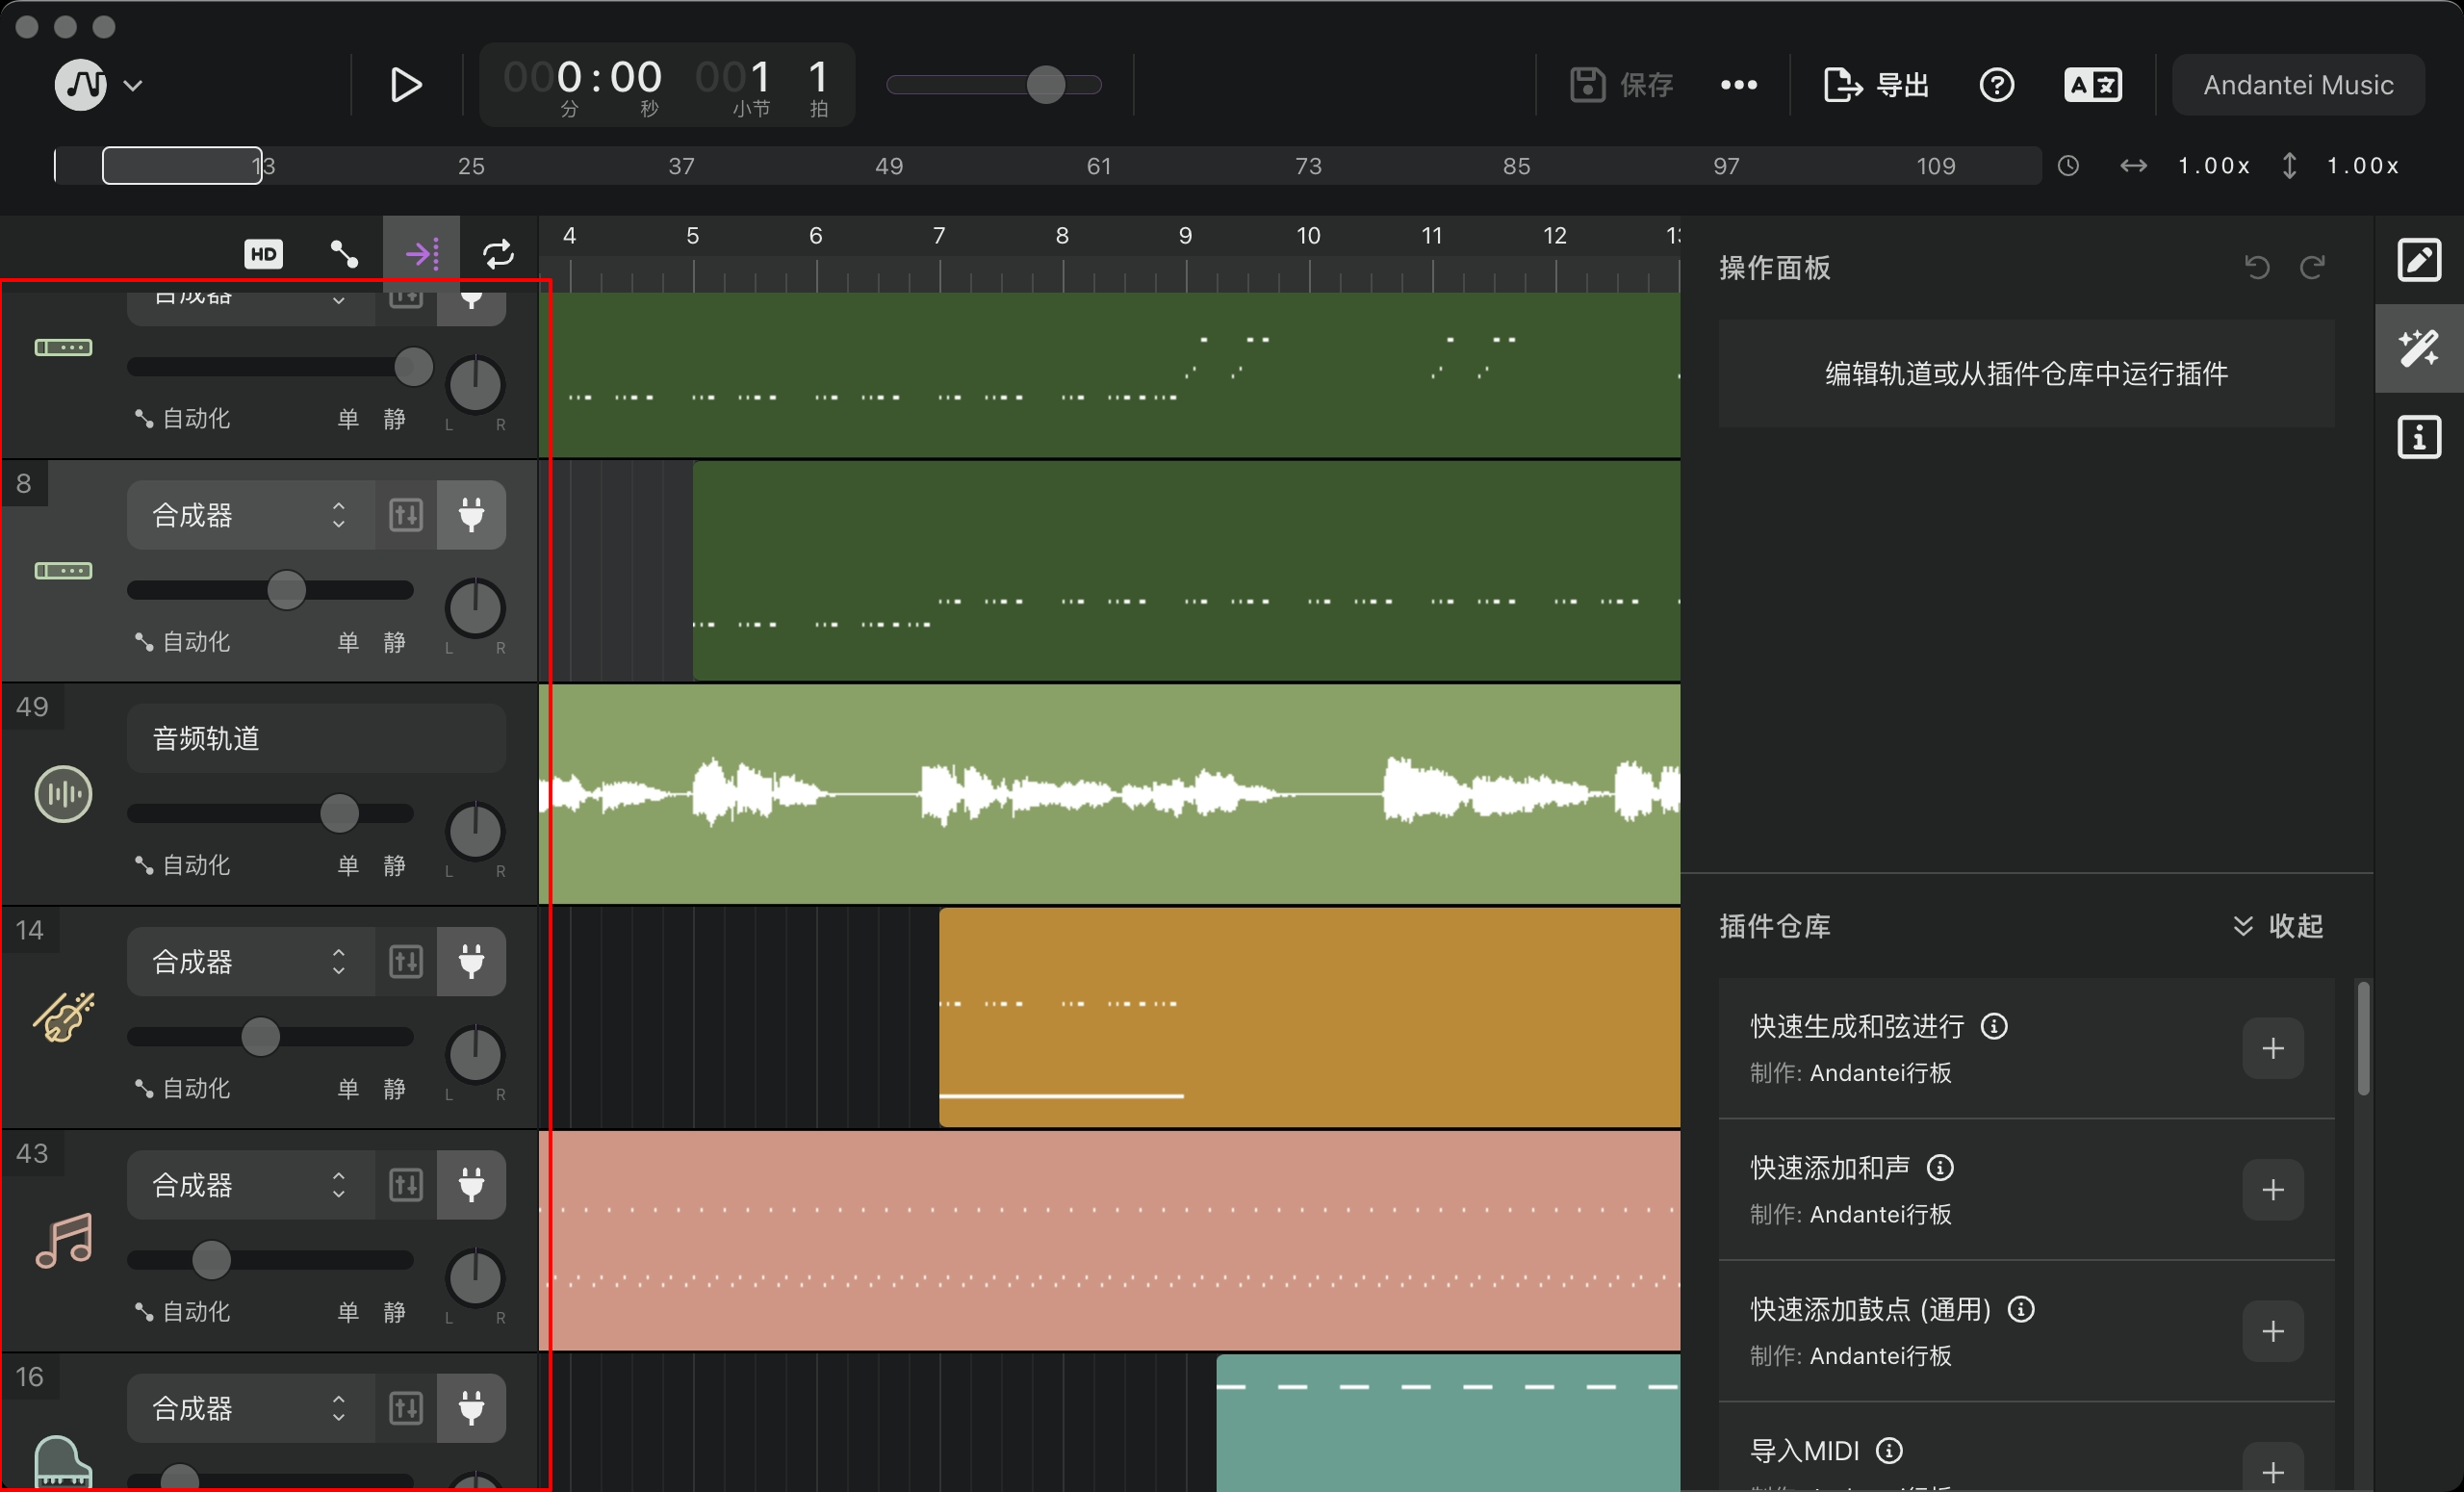 000:00 001 1
分 秒 小节 拍
保存
导出
A文
Andantei Music
13 25 37 49 61 73 85 97 109 1.00x 1.00x
HD
4 5 6 7 8 9 10 11 12
操作面板
编辑轨道或从插件仓库中运行插件
合成器
自动化 单 静 L R
8
合成器
自动化 单 静 L R
49
音频轨道
自动化 单 静 L R
14
合成器
自动化 单 静 L R
43
合成器
自动化 单 静 L R
16
合成器
插件仓库 收起
快速生成和弦进行
制作: Andantei行板
快速添加和声
制作: Andantei行板
快速添加鼓点 (通用)
制作: Andantei行板
导入MIDI